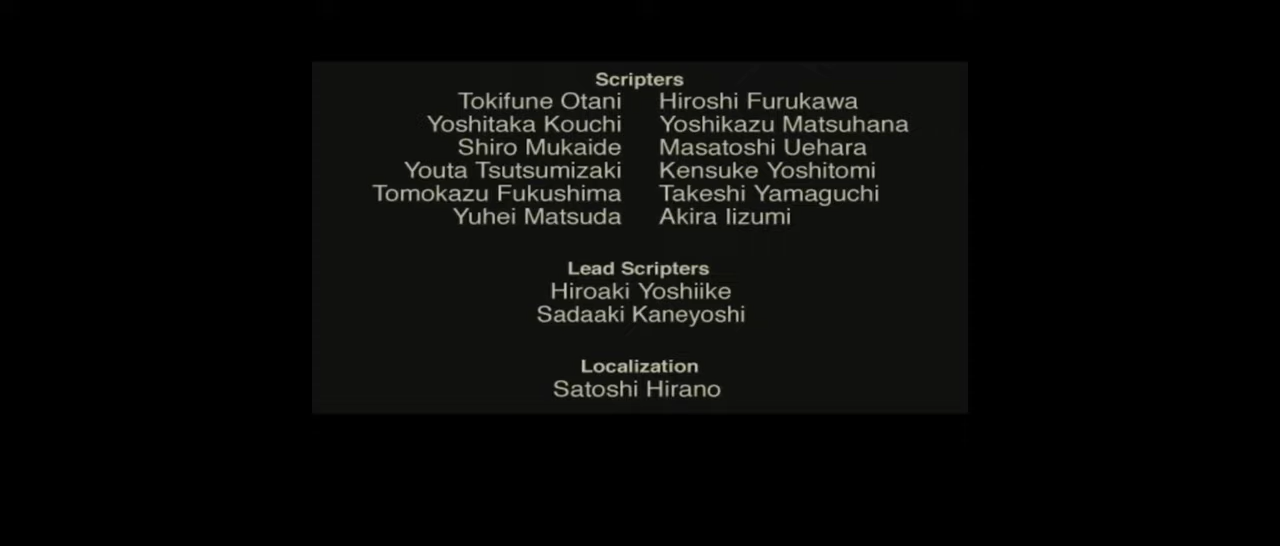 Scripters
Tokifune Otani Hiroshi Furukawa
Yoshitaka Kouchi Yoshikazu Matsuhana
Shiro Mukaide Masatoshi Uehara
Youta Tsutsumizaki Kensuke Yoshitomi
Tomokazu Fukushima Takeshi Yamaguchi
Yuhei Matsuda Akira Iizumi
Lead Scripters
Hiroaki Yoshiike
Sadaaki Kaneyoshi
Localization
Satoshi Hirano